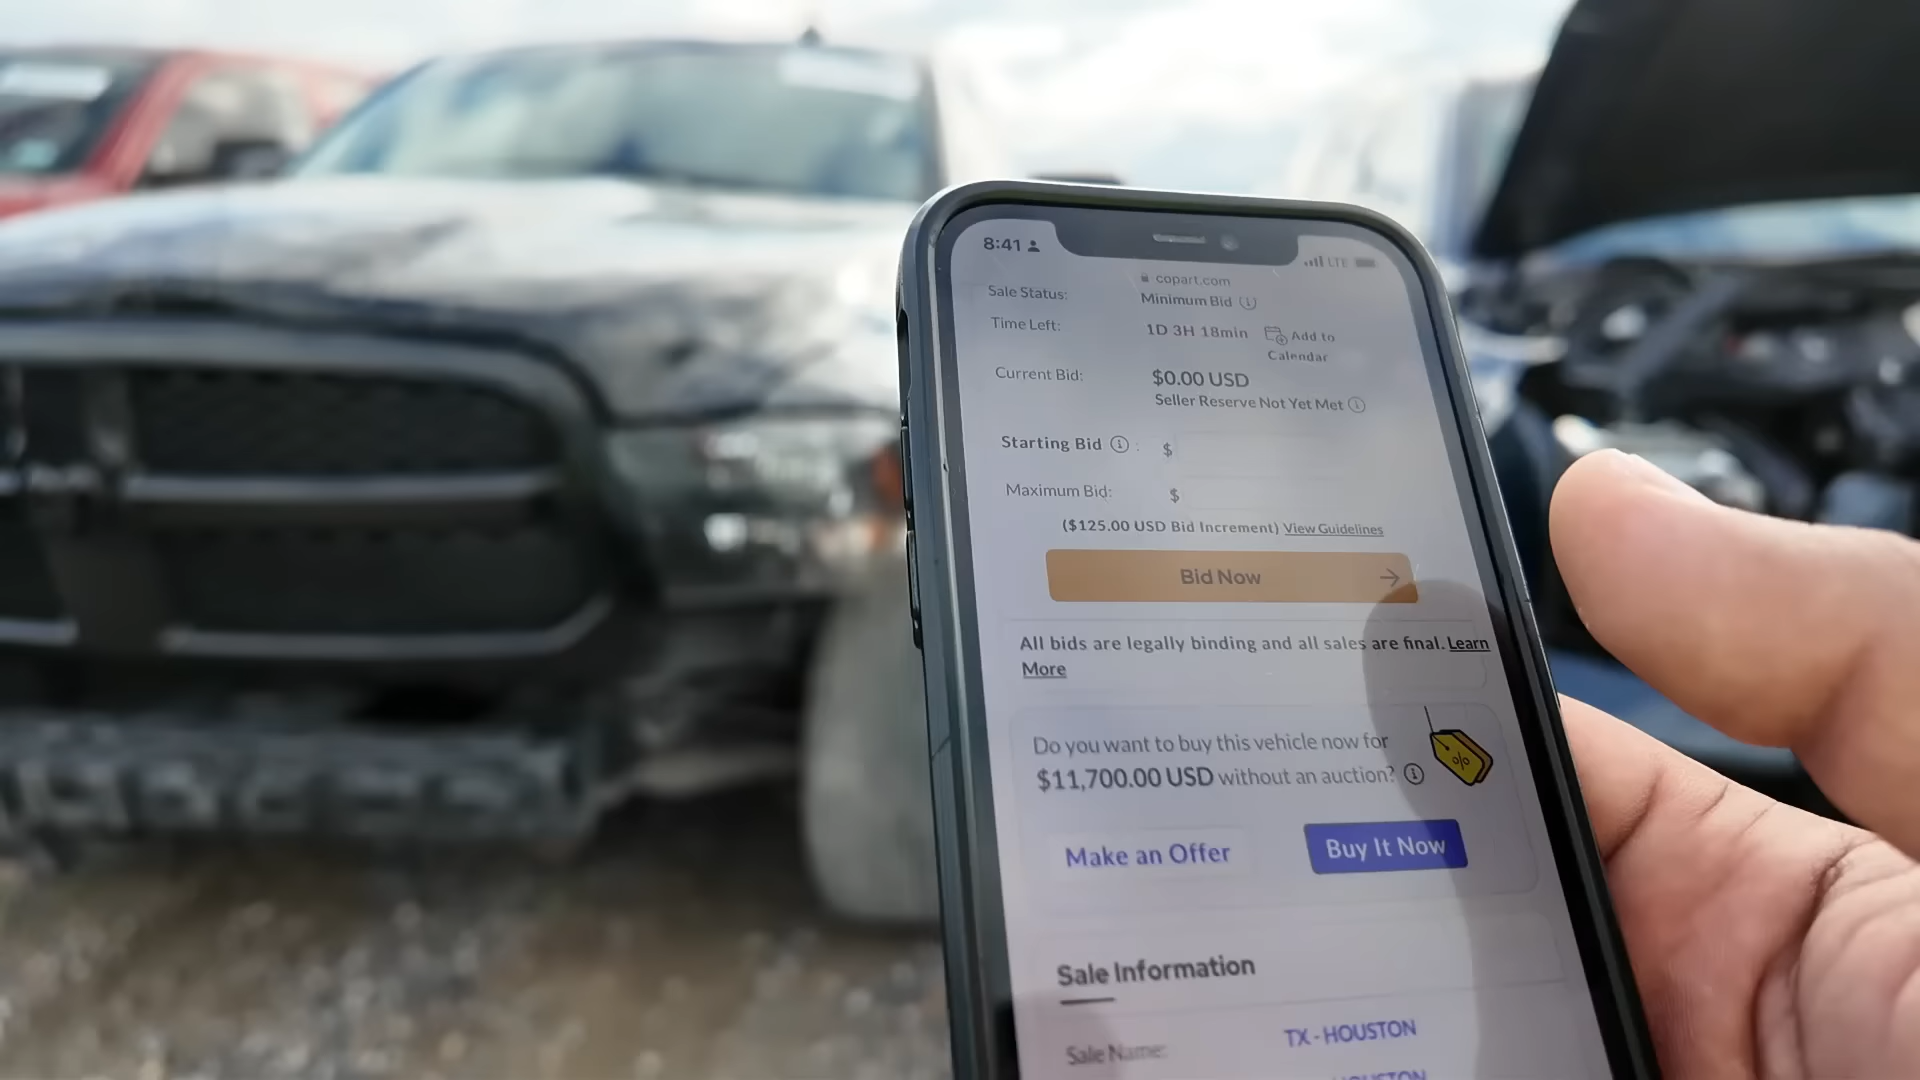 8:41
LTE
copart.com
Sale Status: Minimum Bid
Time Left: 1D 3H 18min Add to
Calendar
Current Bid: $0.00 USD
Seller Reserve Not Yet Met
Starting Bid : $
Maximum Bid: $
($125.00 USD Bid Increment) View Guidelines
Bid Now
All bids are legally binding and all sales are final. Learn
More
Do you want to buy this vehicle now for
$11,700.00 USD without an auction?
%
Make an Offer Buy It Now
Sale Information
Sale Name: TX - HOUSTON
HOUSTON